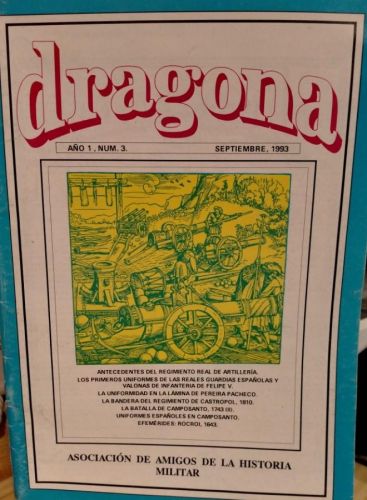 dragona
AÑO 1, NUM. 3. SEPTIEMBRE, 1993
ANTECEDENTES DEL REGIMIENTO REAL DE ARTILLERÍA.
LOS PRIMEROS UNIFORMES DE LAS REALES GUARDIAS ESPAÑOLAS Y
VALONAS DE INFANTERIA DE FELIPE V.
LA UNIFORMIDAD EN LA LÁMINA DE PEREIRA PACHECO.
LA BANDERA DEL REGIMIENTO DE CASTROPOL, 1810.
LA BATALLA DE CAMPOSANTO, 1743 (II).
UNIFORMES ESPAÑOLES EN CAMPOSANTO.
EFEMÉRIDES: ROCROI, 1643.
ASOCIACIÓN DE AMIGOS DE LA HISTORIA
MILITAR